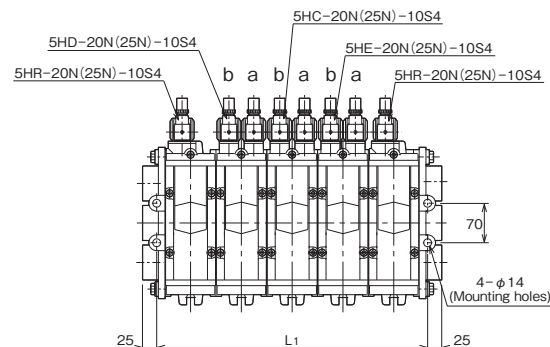 5HC-20N(25N)-10S4
5HD-20N(25N)-10S4
5HE-20N(25N)-10S4
5HR-20N(25N)-10S4
b a b a b a
5HR-20N(25N)-10S4
70
4-φ14
(Mounting holes)
25
L1
25